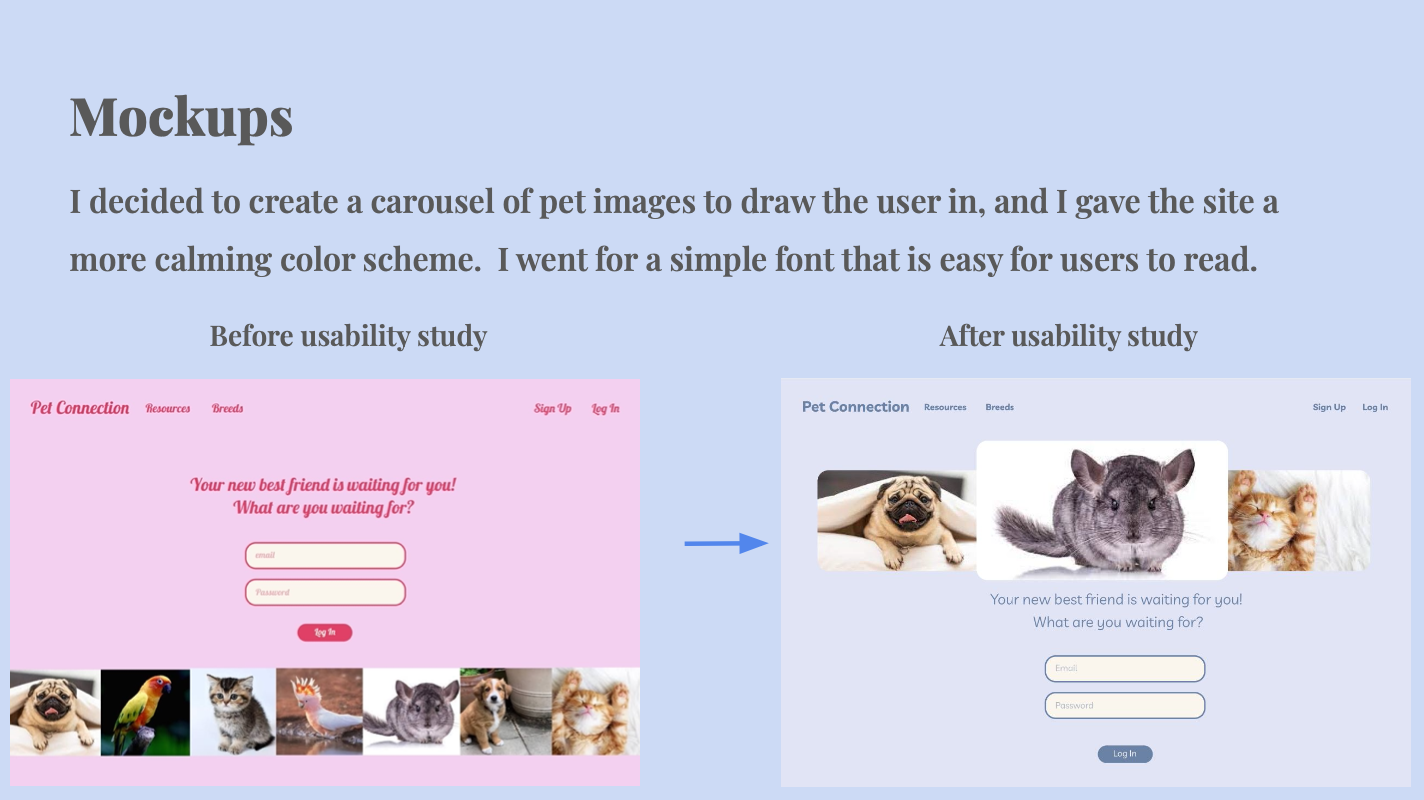 Mockups
I decided to create a carousel of pet images to draw the user in, and I gave the site a
more calming color scheme.  I went for a simple font that is easy for users to read.
Before usability study
After usability study
Pet Connection Resources Breeds Sign Up Log In
Your new best friend is waiting for you!
What are you waiting for?
email
Password
Log In
Pet Connection Resources Breeds Sign Up Log In
Your new best friend is waiting for you!
What are you waiting for?
Email
Password
Log In